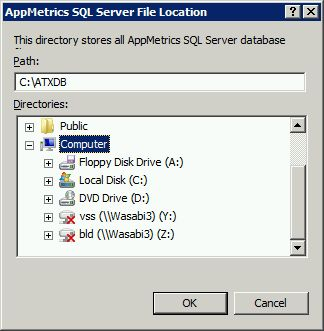 AppMetrics SQL Server File Location
This directory stores all AppMetrics SQL Server database
Path:
C:\ATXDB
Directories:
Public
Computer
Floppy Disk Drive (A:)
Local Disk (C:)
DVD Drive (D:)
vss (\\Wasabi3) (Y:)
bld (\\Wasabi3) (Z:)
OK
Cancel